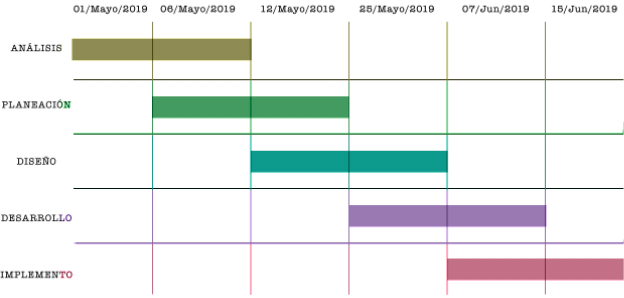 01/Mayo/2019 06/Mayo/2019 12/Mayo/2019 25/Mayo/2019 07/Jun/2019 15/Jun/2019
ANÁLISIS
PLANEACIÓN
DISEÑO
DESARROLLO
IMPLEMENTO